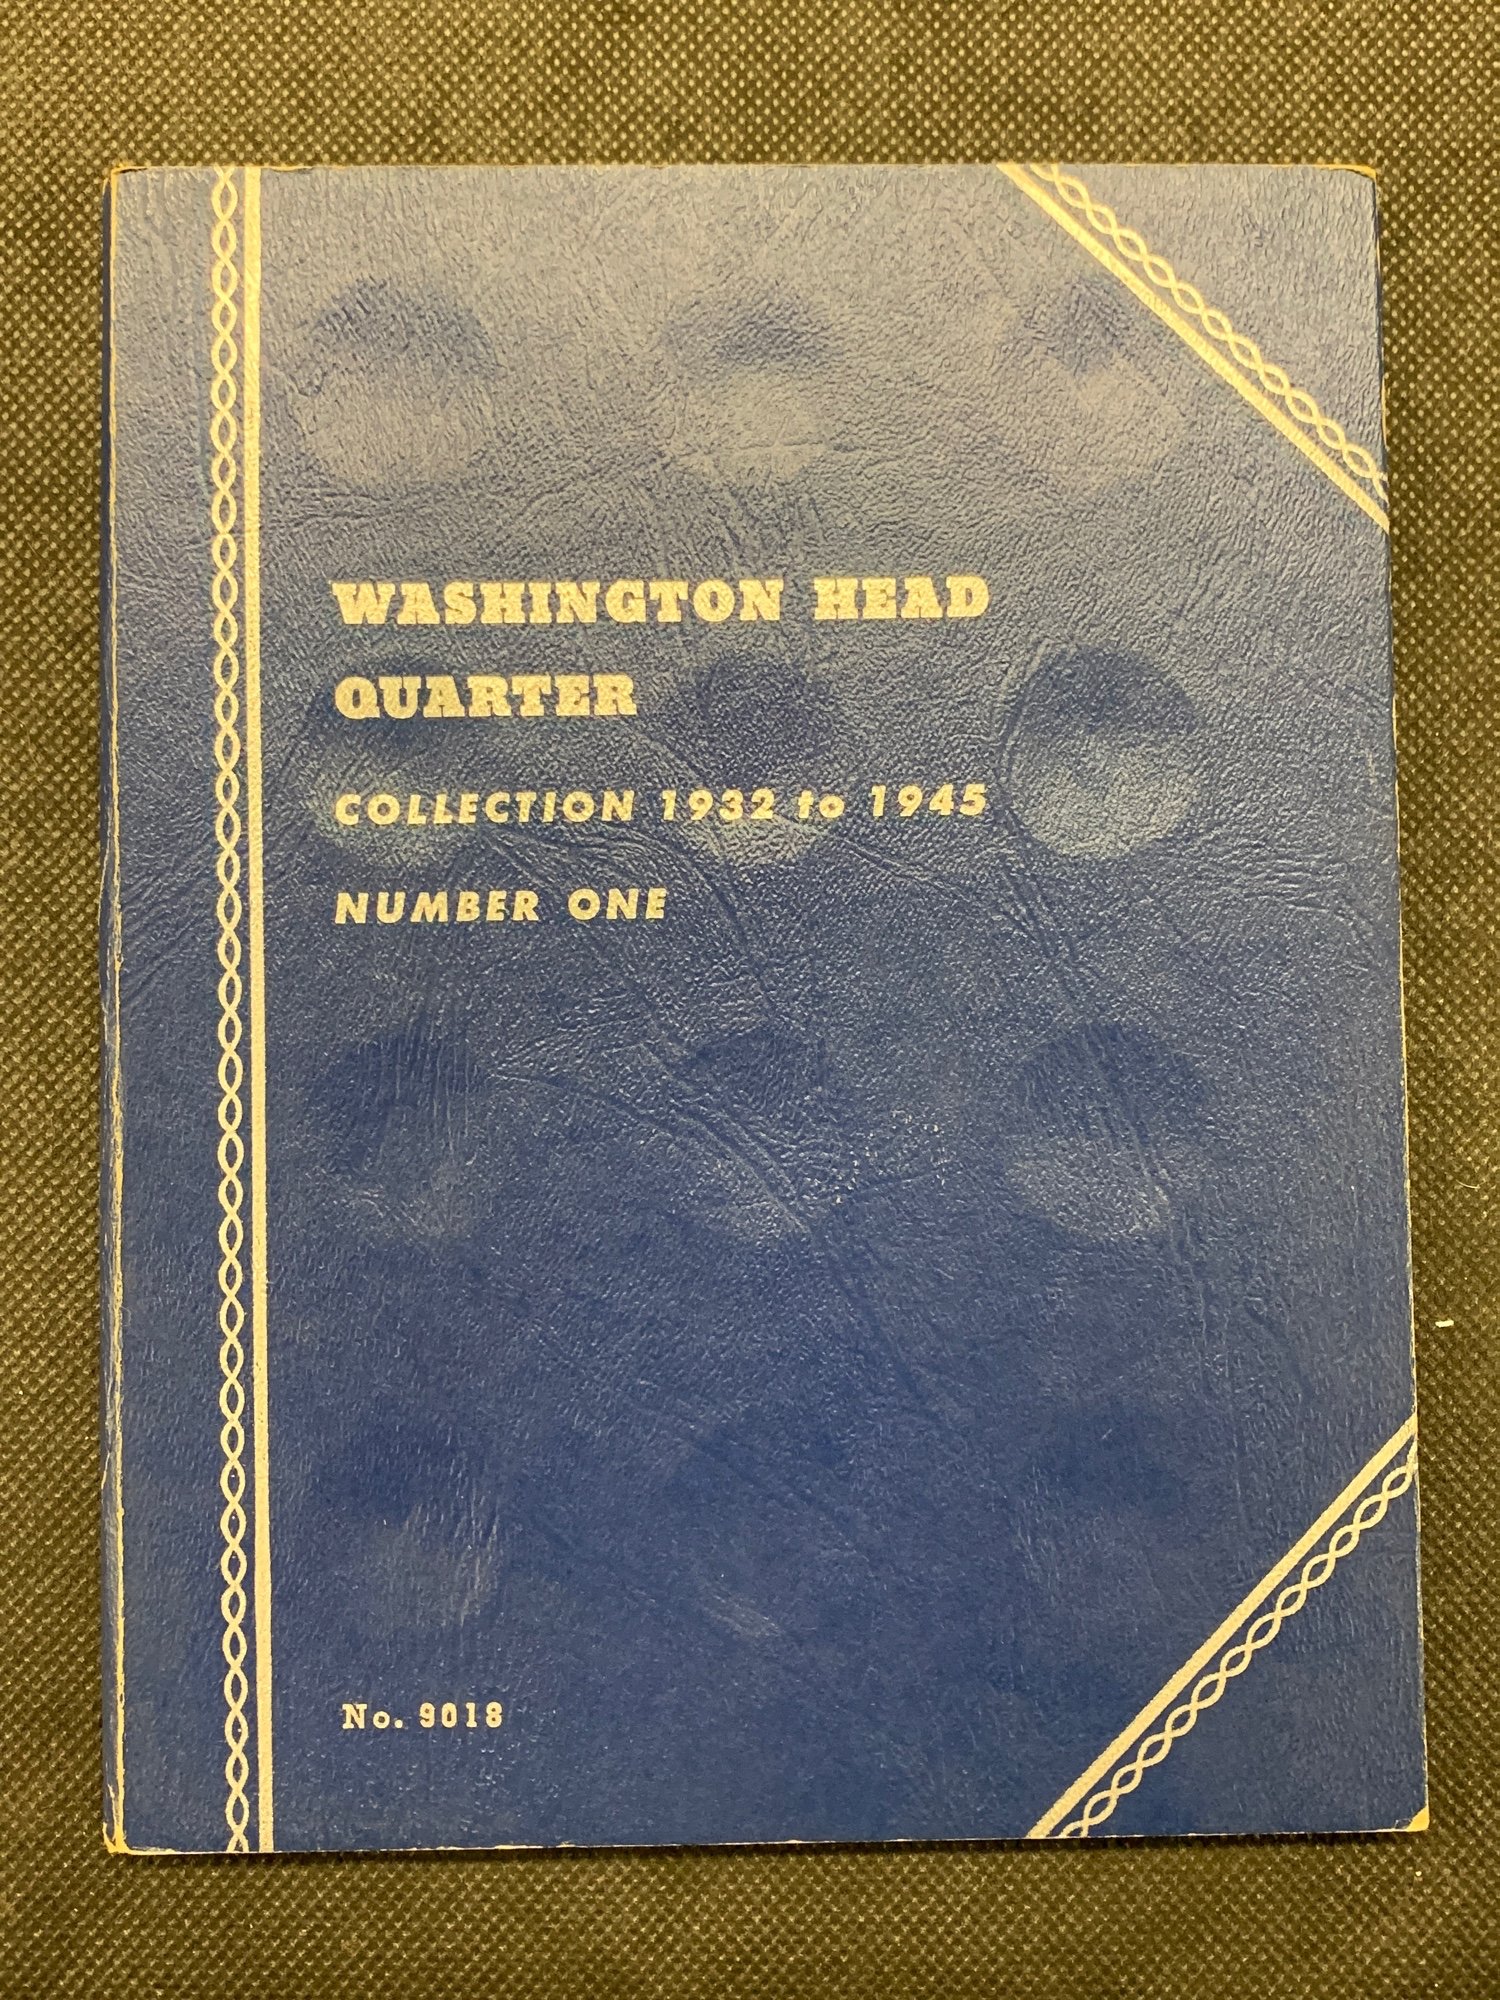 WASHINGTON HEAD
QUARTER
COLLECTION 1932 to 1945
NUMBER ONE
No. 9018